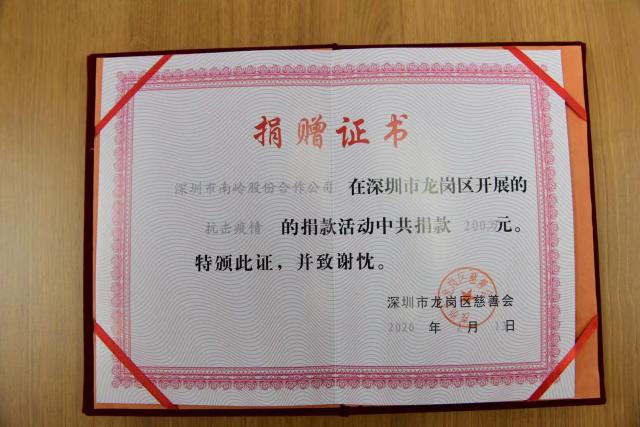 捐赠证书
深圳市南岭股份合作公司 在深圳市龙岗区开展的
抗击疫情 的捐款活动中共捐款 200万元。
特颁此证，并致谢忱。
深圳市龙岗区慈善会
2020 年 月 日